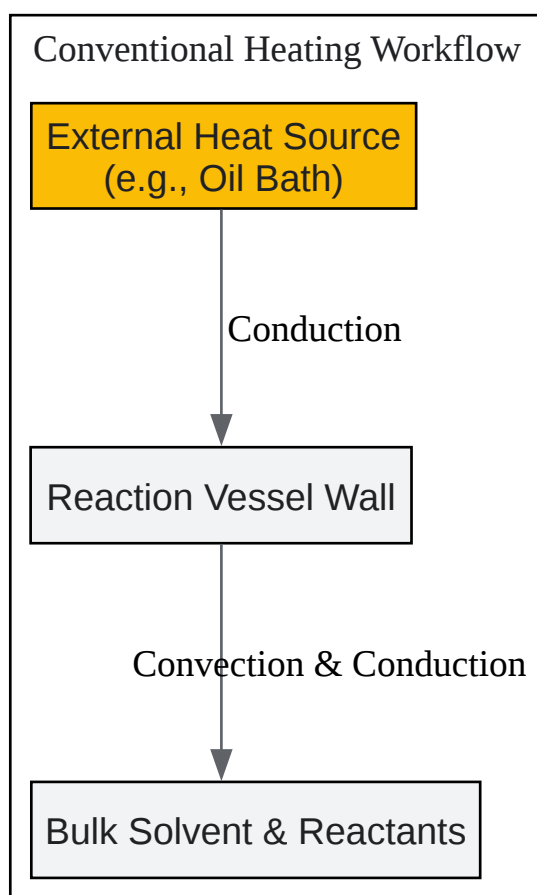 Conventional Heating Workflow
External Heat Source
(e.g., Oil Bath)
Conduction
Reaction Vessel Wall
Convection & Conduction
Bulk Solvent & Reactants